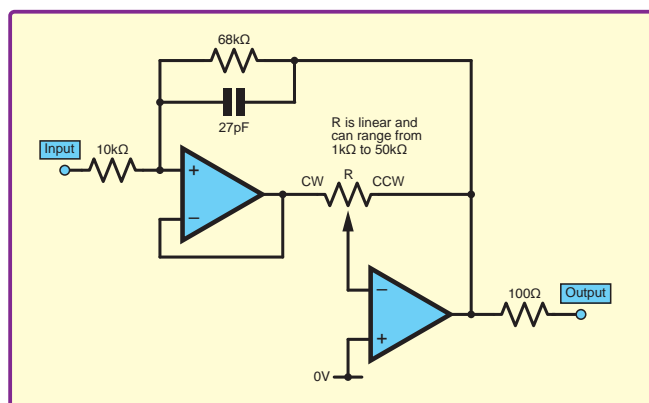 68kΩ
27pF
R is linear and
can range from
1kΩ to 50kΩ
Input
10kΩ
+
–
CW
R
CCW
–
+
0V
100Ω
Output